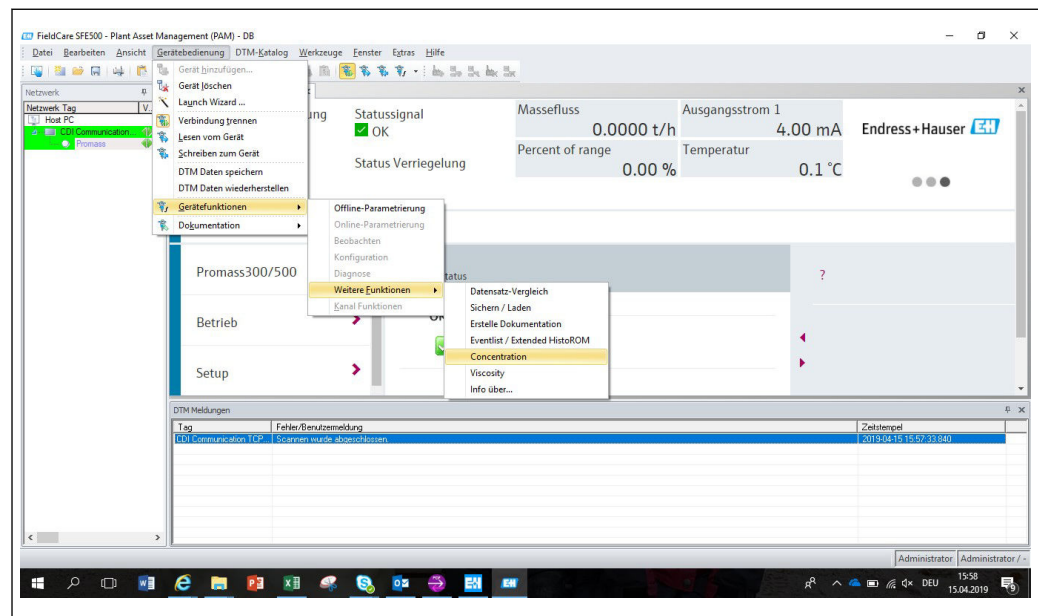 FieldCare SFE500 - Plant Asset Management (PAM) - DB
Datei Bearbeiten Ansicht Gerätebedienung DTM-Katalog Werkzeuge Fenster Extras Hilfe
Netzwerk
Netzwerk Tag V...
Host PC
CDI Communication...
Promass
Gerät hinzufügen...
Gerät löschen
Launch Wizard ...
Verbindung trennen
Lesen vom Gerät
Schreiben zum Gerät
DTM Daten speichern
DTM Daten wiederherstellen
Gerätefunktionen
Dokumentation
Offline-Parametrierung
Online-Parametrierung
Beobachten
Konfiguration
Diagnose
Weitere Funktionen
Kanal Funktionen
Datensatz-Vergleich
Sichern / Laden
Erstelle Dokumentation
Eventlist / Extended HistoROM
Concentration
Viscosity
Info über...
ung
Statussignal
OK
Status Verriegelung
Massefluss
0.0000 t/h
Percent of range
0.00 %
Ausgangsstrom 1
4.00 mA
Temperatur
0.1 °C
Endress+Hauser EH
Promass300/500
tatus
?
Betrieb
OK
Setup
DTM Meldungen
Tag Fehler/Benutzermeldung Zeitstempel
CDI Communication TCP... Scannen wurde abgeschlossen. 2019-04-15 15:57:33,840
Administrator Administrator / -
DEU
15:58
15.04.2019
9